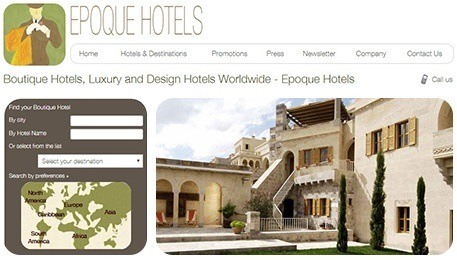 EPOQUE HOTELS
Home Hotels & Destinations Promotions Press Newsletter Company Contact Us
Boutique Hotels, Luxury and Design Hotels Worldwide - Epoque Hotels
Call us
Find your Boutique Hotel
By city
By Hotel Name
Or select from the list
Select your destination
Search by preferences
North America
Europe
Asia
Caribbean
South America
Africa